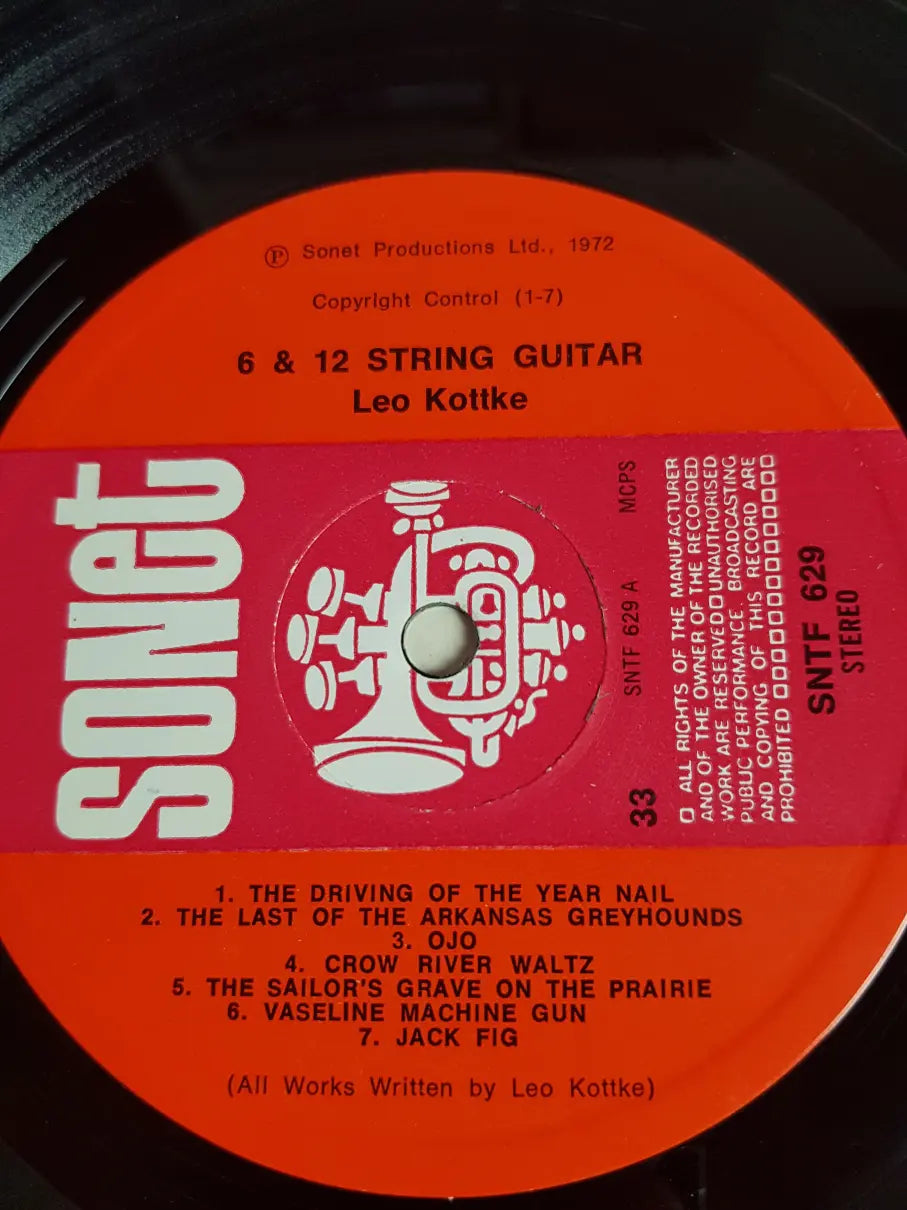 ℗ Sonet Productions Ltd., 1972
Copyright Control (1-7)
6 & 12 STRING GUITAR
Leo Kottke
sonet
SNTF 629 A MCPS
33
□ ALL RIGHTS OF THE MANUFACTURER
AND OF THE OWNER OF THE RECORDED
WORK ARE RESERVED □ UNAUTHORISED
PUBLIC PERFORMANCE BROADCASTING
AND COPYING OF THIS RECORD ARE
PROHIBITED □□□□□□□□□□□□□
SNTF 629
STEREO
1. THE DRIVING OF THE YEAR NAIL
2. THE LAST OF THE ARKANSAS GREYHOUNDS
3. OJO
4. CROW RIVER WALTZ
5. THE SAILOR'S GRAVE ON THE PRAIRIE
6. VASELINE MACHINE GUN
7. JACK FIG
(All Works Written by Leo Kottke)